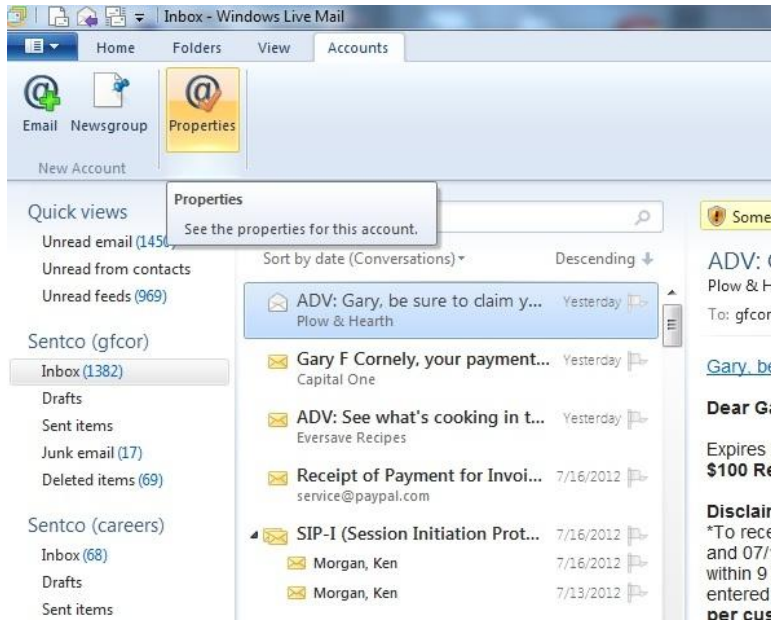 Inbox - Windows Live Mail
Home Folders View Accounts
Email Newsgroup Properties
New Account
Properties
See the properties for this account.
Quick views
Unread email
Unread from contacts
Unread feeds (969)
Sentco (gfcor)
Inbox (1382)
Drafts
Sent items
Junk email (17)
Deleted items (69)
Sentco (careers)
Inbox (68)
Drafts
Sent items
Sort by date (Conversations) Descending
ADV: Gary, be sure to claim y... Yesterday
Plow & Hearth
Gary F Cornely, your payment... Yesterday
Capital One
ADV: See what's cooking in t... Yesterday
Eversave Recipes
Receipt of Payment for Invoi... 7/16/2012
service@paypal.com
SIP-I (Session Initiation Prot... 7/16/2012
Morgan, Ken 7/16/2012
Morgan, Ken 7/13/2012
Some
ADV:
Plow & H
To: gfcor
Gary, be
Dear Ga
Expires
$100 Re
Disclair
*To rece
and 07/
within 9
entered
per cus